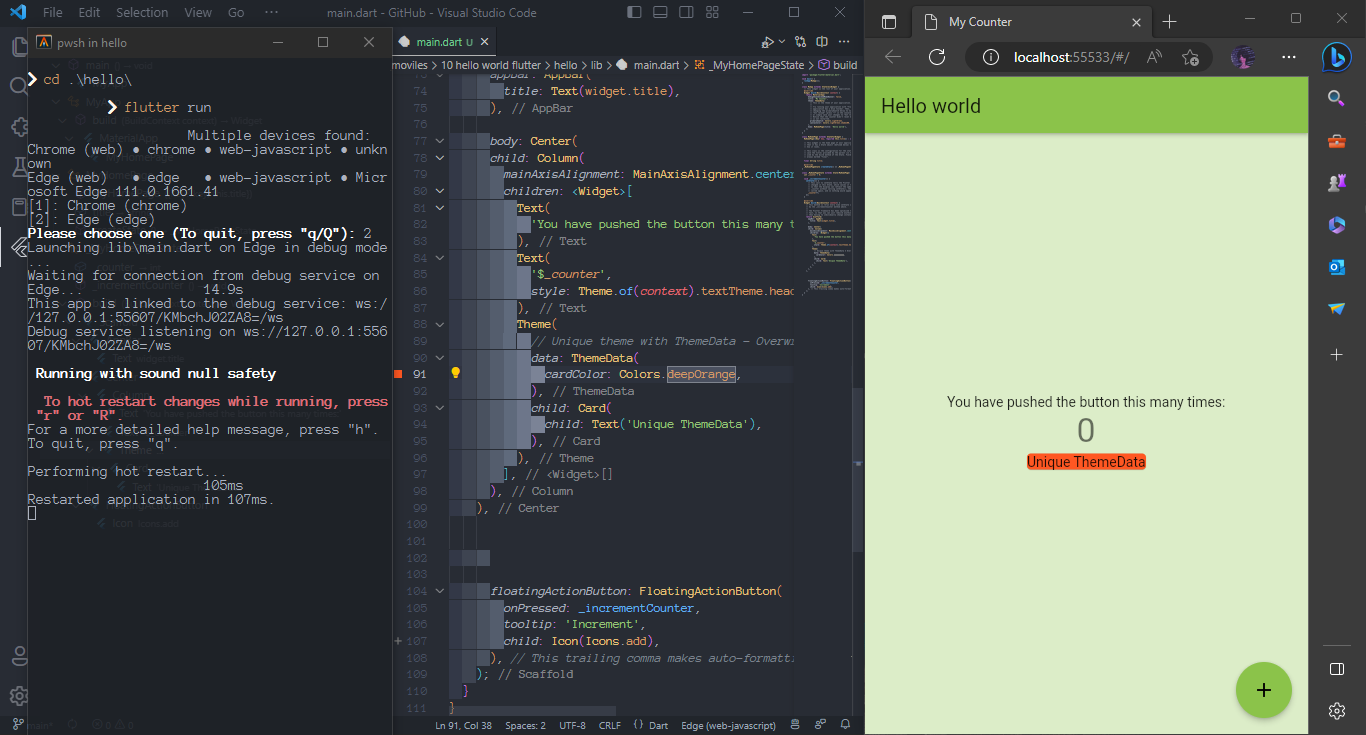 File Edit Selection View Go ··· main.dart - GitHub - Visual Studio Code
pwsh in hello
❯ cd .\hello\
❯ flutter run
Multiple devices found:
Chrome (web) • chrome • web-javascript • unkn
own
Edge (web) • edge • web-javascript • Micr
osoft Edge 111.0.1661.41
[1]: Chrome (chrome)
[2]: Edge (edge)
Please choose one (To quit, press "q/Q"): 2
Launching lib\main.dart on Edge in debug mode
...
Waiting for connection from debug service on
Edge... 14.9s
This app is linked to the debug service: ws:/
/127.0.0.1:55607/KMbchJ02ZA8=/ws
Debug service listening on ws://127.0.0.1:556
07/KMbchJ02ZA8=/ws
Running with sound null safety
To hot restart changes while running, press
"r" or "R".
For a more detailed help message, press "h".
To quit, press "q".
Performing hot restart...
105ms
Restarted application in 107ms.
main.dart U
moviles > 10 hello world flutter > hello > lib > main.dart > _MyHomePageState > build
73 appBar: AppBar(
74 title: Text(widget.title),
75 ), // AppBar
76
77 body: Center(
78 child: Column(
79 mainAxisAlignment: MainAxisAlignment.center
80 children: <Widget>[
81 Text(
82 'You have pushed the button this many t
83 ), // Text
84 Text(
85 '$_counter',
86 style: Theme.of(context).textTheme.head
87 ), // Text
88 Theme(
89 // Unique theme with ThemeData - Overw
90 data: ThemeData(
91 cardColor: Colors.deepOrange,
92 ), // ThemeData
93 child: Card(
94 child: Text('Unique ThemeData'),
95 ), // Card
96 ), // Theme
97 ], // <Widget>[]
98 ), // Column
99 ), // Center
100
101
102
103
104 floatingActionButton: FloatingActionButton(
105 onPressed: _incrementCounter,
106 tooltip: 'Increment',
107 child: Icon(Icons.add),
108 ), // This trailing comma makes auto-formatt
109 ); // Scaffold
110 }
111 }
main* 0 0 Ln 91, Col 38 Spaces: 2 UTF-8 CRLF {} Dart Edge (web-javascript)
My Counter
localhost:55533/#/
Hello world
You have pushed the button this many times:
0
Unique ThemeData